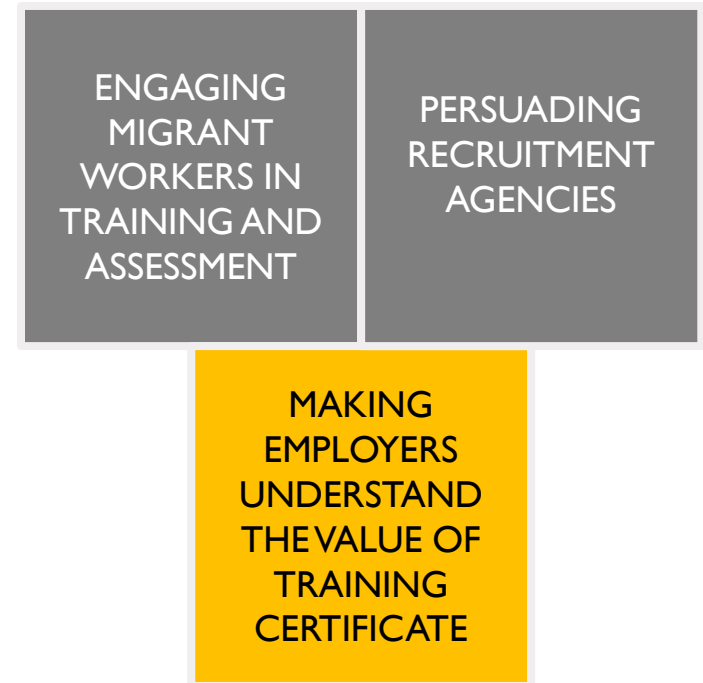 ENGAGING
MIGRANT
WORKERS IN
TRAINING AND
ASSESSMENT
PERSUADING
RECRUITMENT
AGENCIES
MAKING
EMPLOYERS
UNDERSTAND
THE VALUE OF
TRAINING
CERTIFICATE